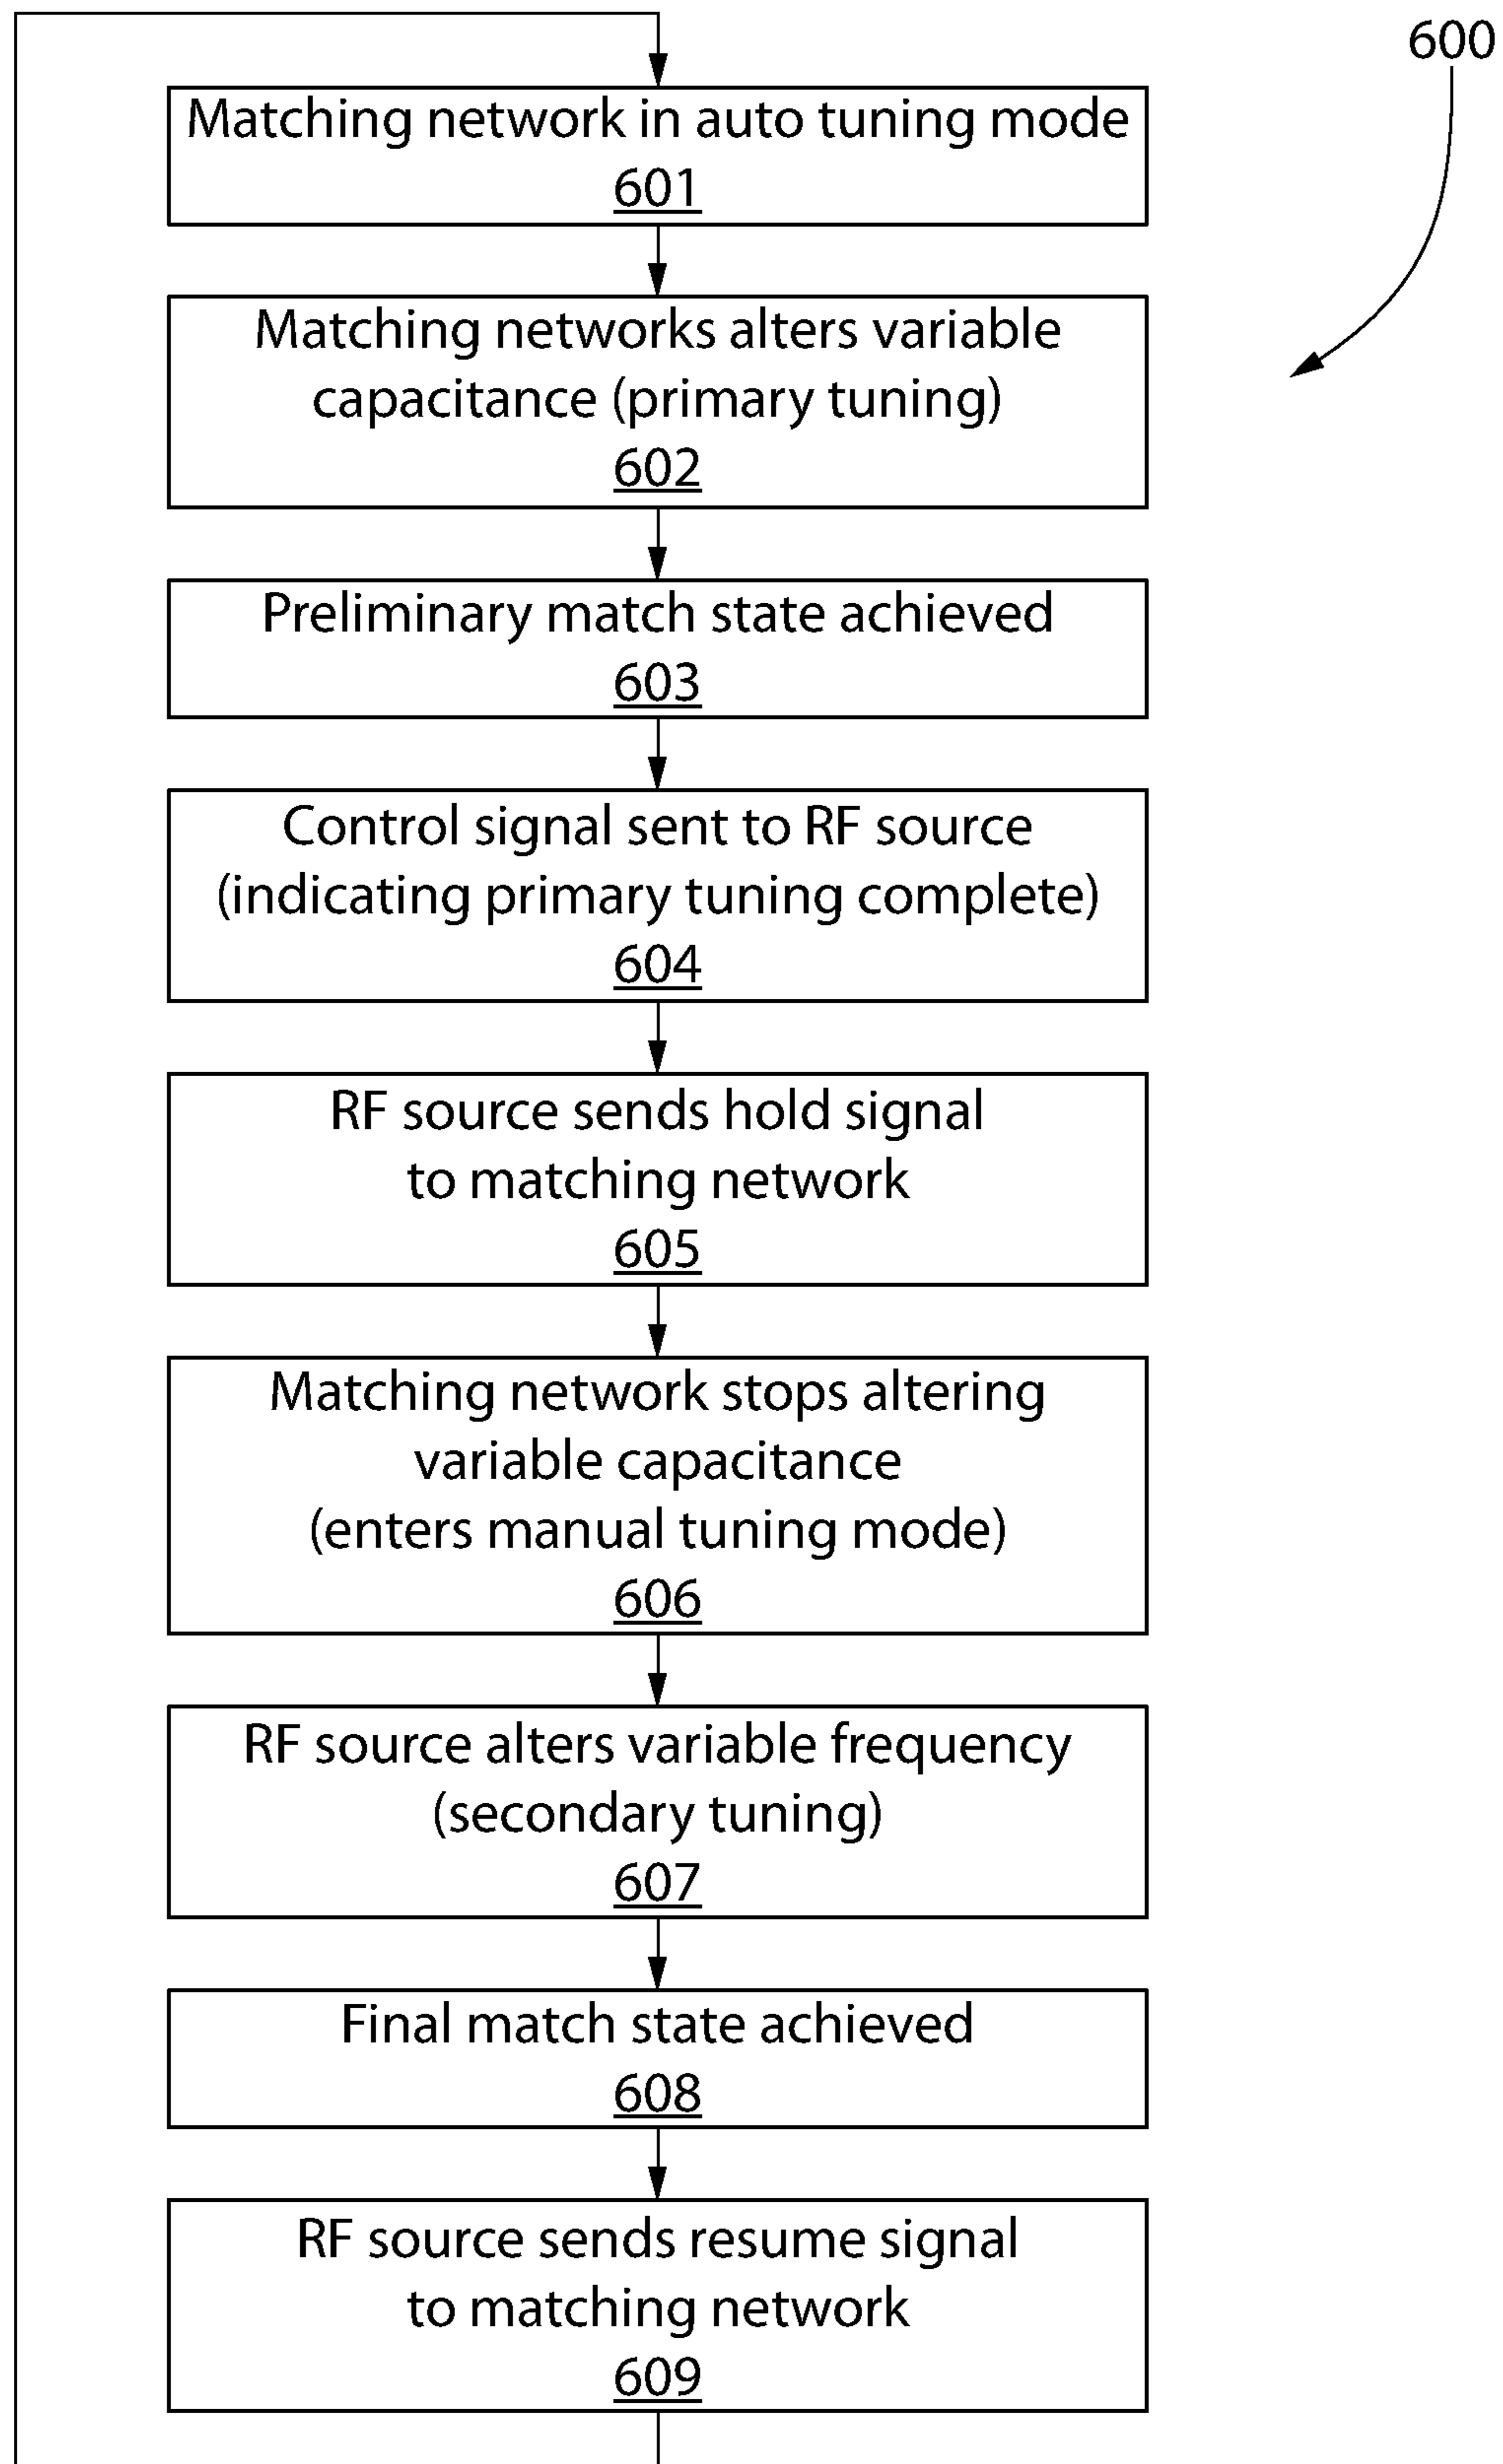 600
Matching network in auto tuning mode
601
Matching networks alters variable
capacitance (primary tuning)
602
Preliminary match state achieved
603
Control signal sent to RF source
(indicating primary tuning complete)
604
RF source sends hold signal
to matching network
605
Matching network stops altering
variable capacitance
(enters manual tuning mode)
606
RF source alters variable frequency
(secondary tuning)
607
Final match state achieved
608
RF source sends resume signal
to matching network
609